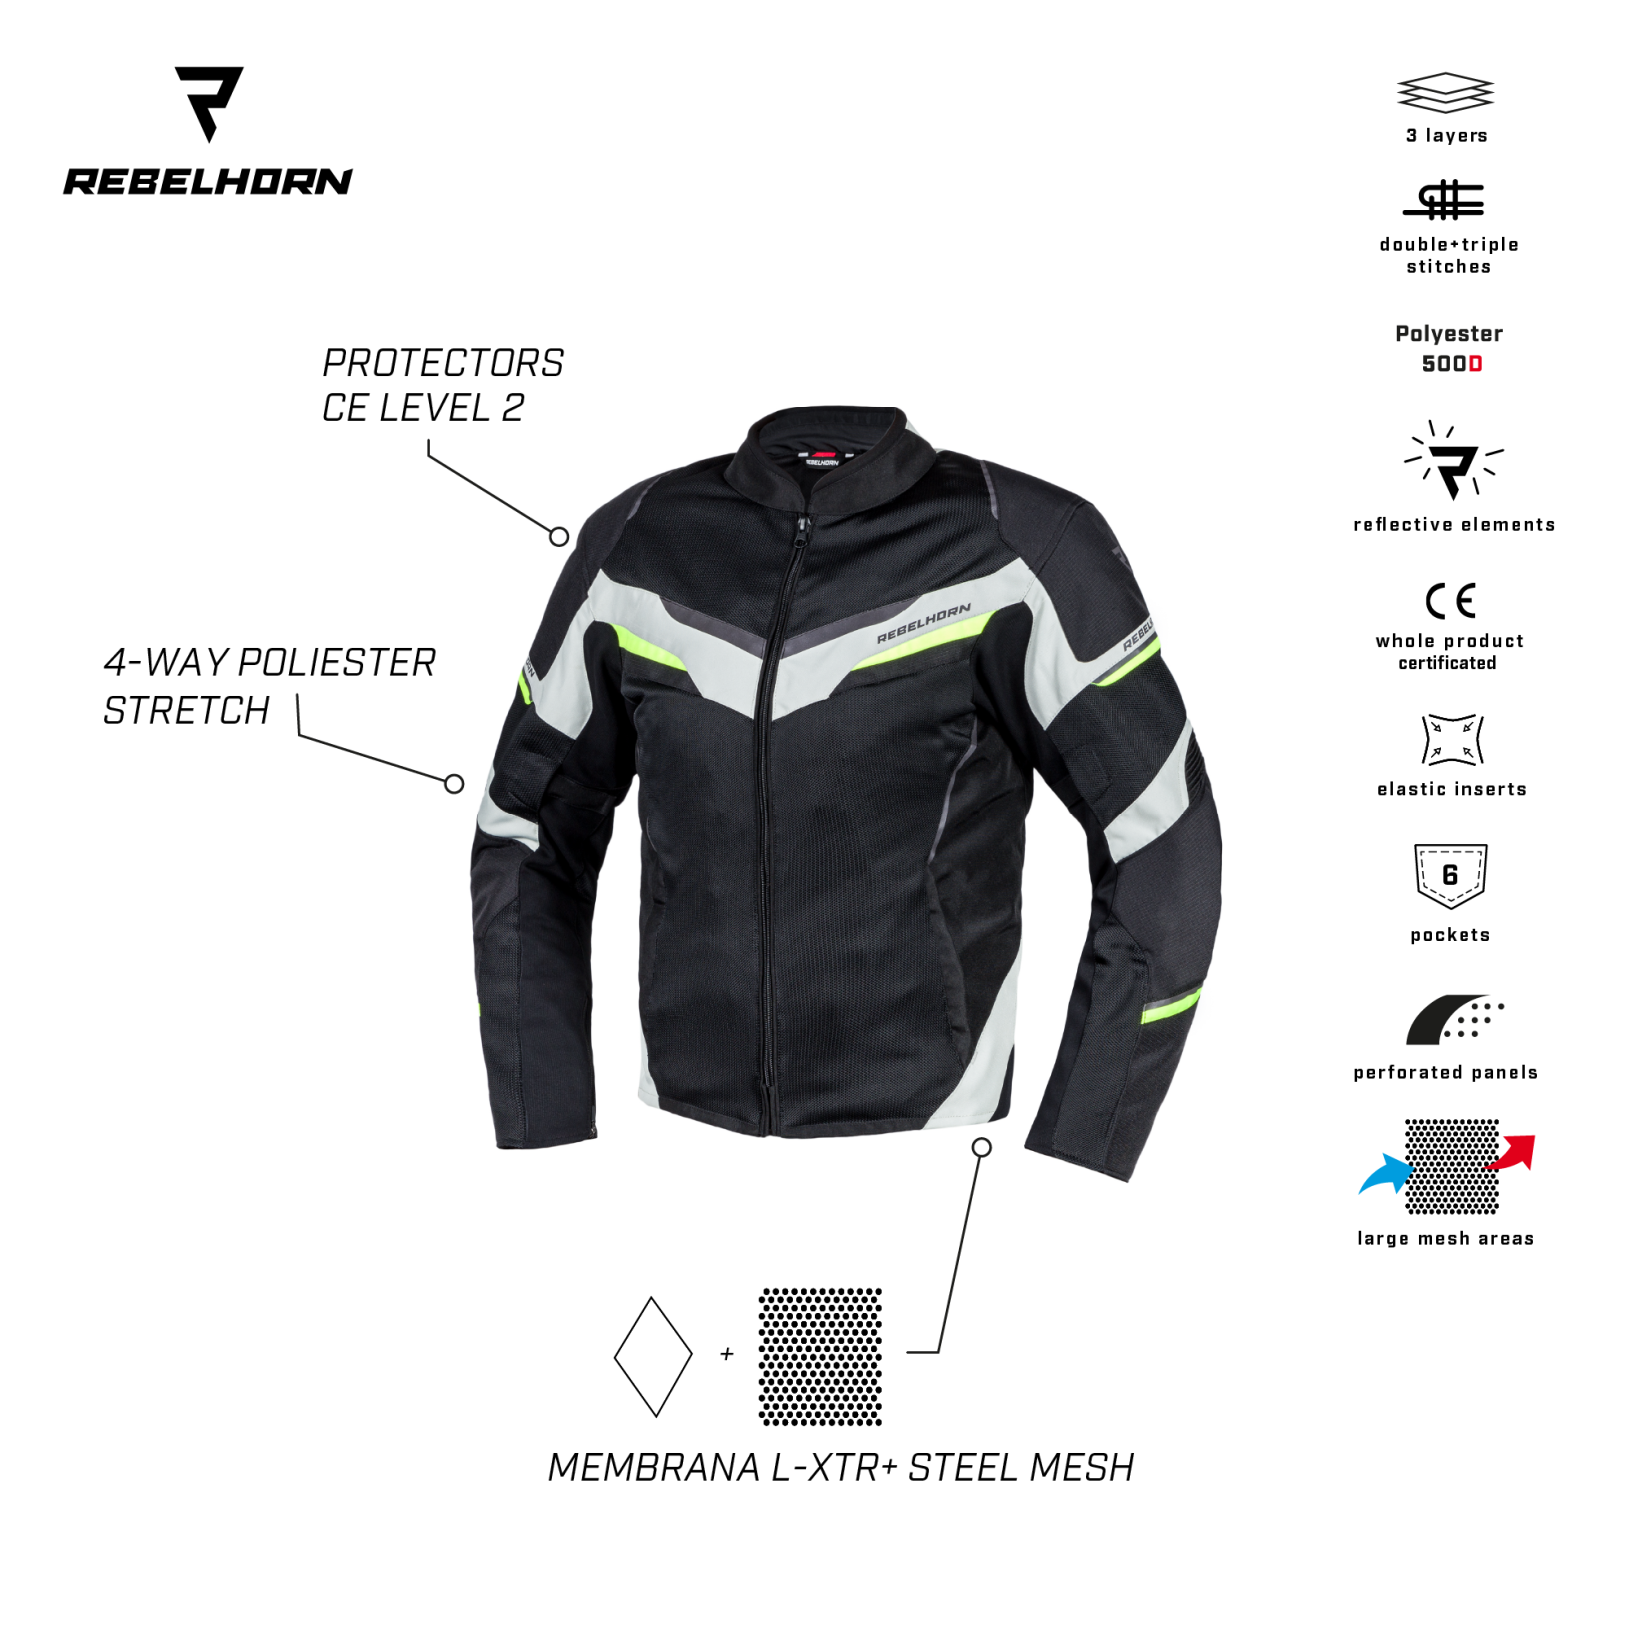 REBELHORN
3 layers
double+triple
stitches
Polyester
500D
PROTECTORS
CE LEVEL 2
REBELHORN
reflective elements
REBELHORN
CE
whole product
certificated
4-WAY POLIESTER
STRETCH
elastic inserts
6
pockets
perforated panels
large mesh areas
+
MEMBRANA L-XTR+ STEEL MESH